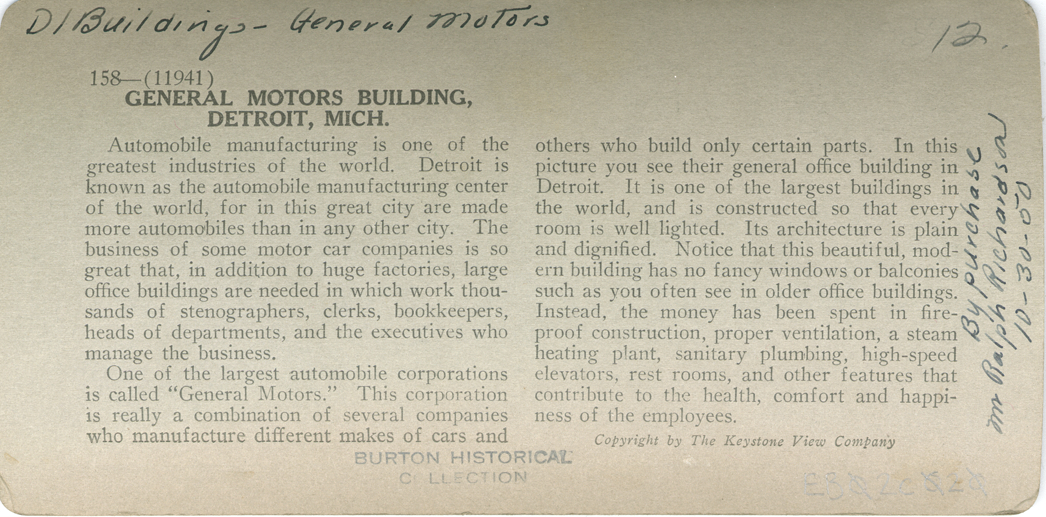 D/Buildings - General Motors
12.
158—(11941)
GENERAL MOTORS BUILDING,
DETROIT, MICH.
Automobile manufacturing is one of the
greatest industries of the world. Detroit is
known as the automobile manufacturing center
of the world, for in this great city are made
more automobiles than in any other city. The
business of some motor car companies is so
great that, in addition to huge factories, large
office buildings are needed in which work thou-
sands of stenographers, clerks, bookkeepers,
heads of departments, and the executives who
manage the business.
One of the largest automobile corporations
is called “General Motors.” This corporation
is really a combination of several companies
who manufacture different makes of cars and
others who build only certain parts. In this
picture you see their general office building in
Detroit. It is one of the largest buildings in
the world, and is constructed so that every
room is well lighted. Its architecture is plain
and dignified. Notice that this beautiful, mod-
ern building has no fancy windows or balconies
such as you often see in older office buildings.
Instead, the money has been spent in fire-
proof construction, proper ventilation, a steam
heating plant, sanitary plumbing, high-speed
elevators, rest rooms, and other features that
contribute to the health, comfort and happi-
ness of the employees.
Copyright by The Keystone View Company
By purchase
Mr Ralph Richardson
10-30-50
BURTON HISTORICAL
C LLECTION